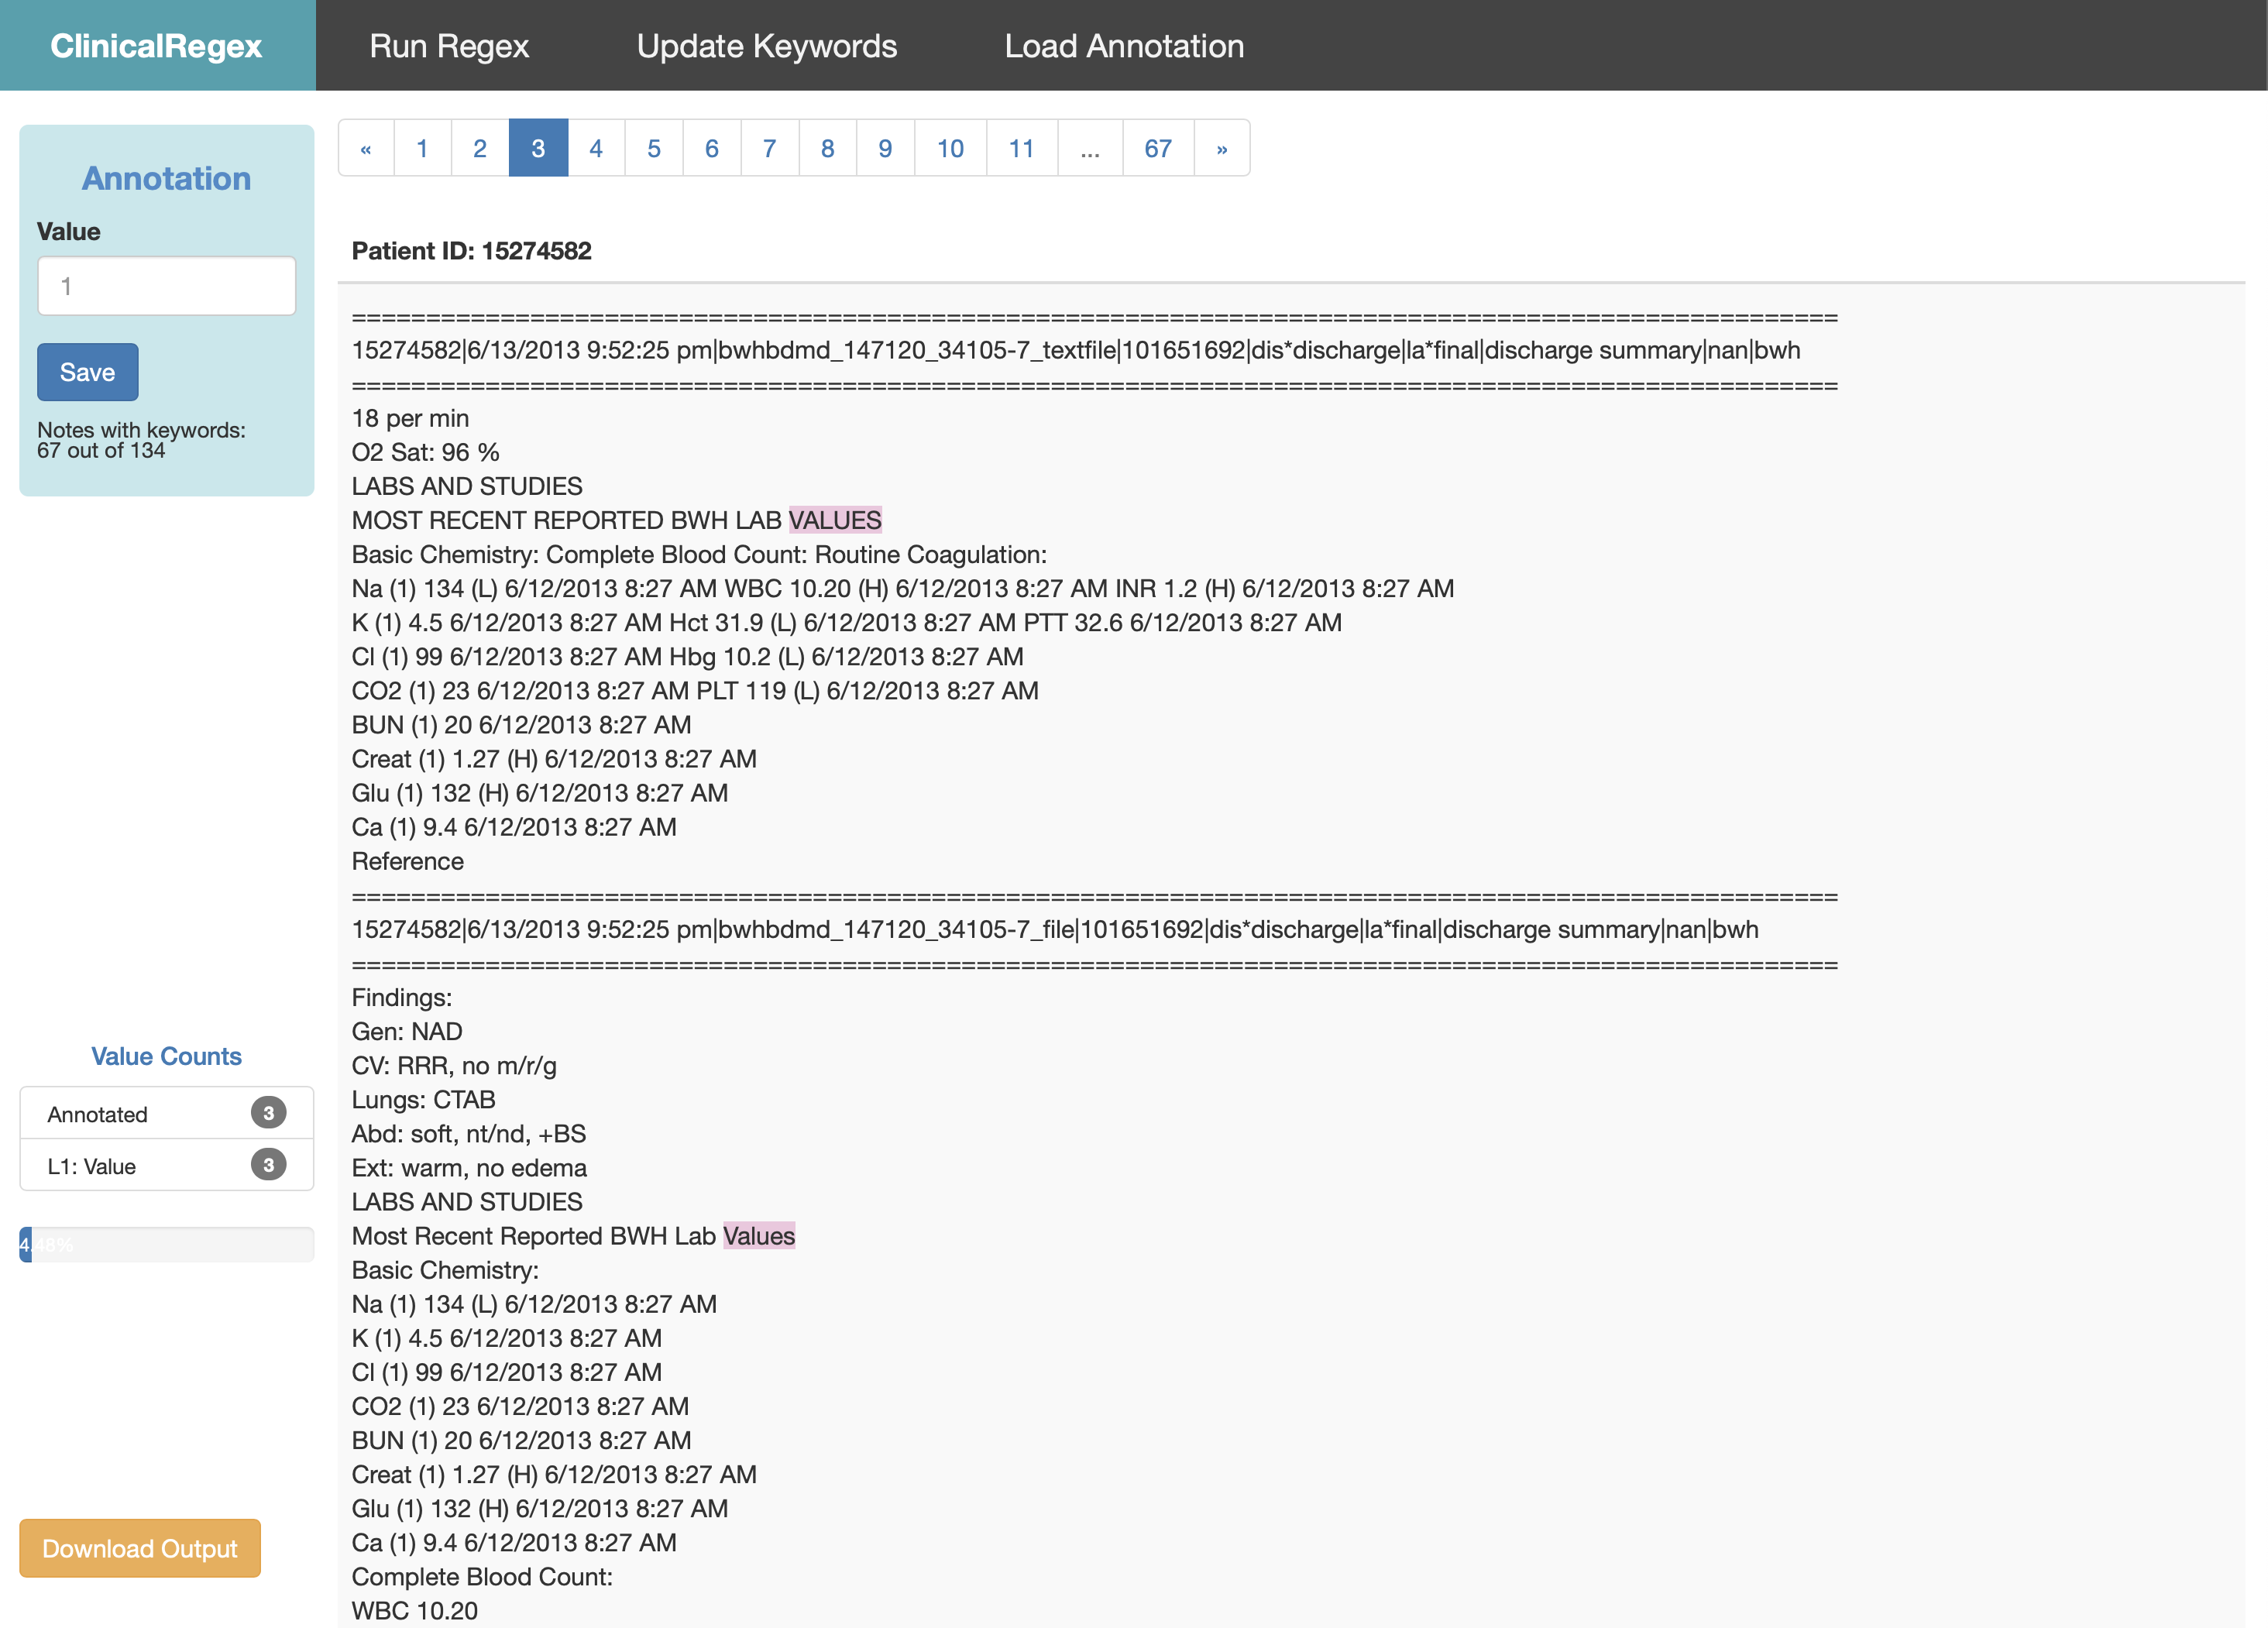 ClinicalRegex Run Regex Update Keywords Load Annotation
« 1 2 3 4 5 6 7 8 9 10 11 ... 67 »
Annotation
Value
1
Save
Notes with keywords:
67 out of 134
Value Counts
Annotated 3
L1: Value 3
4.48%
Download Output
Patient ID: 15274582
====================================================================================================
15274582|6/13/2013 9:52:25 pm|bwhbdmd_147120_34105-7_textfile|101651692|dis*discharge|la*final|discharge summary|nan|bwh
====================================================================================================
18 per min
O2 Sat: 96 %
LABS AND STUDIES
MOST RECENT REPORTED BWH LAB VALUES
Basic Chemistry: Complete Blood Count: Routine Coagulation:
Na (1) 134 (L) 6/12/2013 8:27 AM WBC 10.20 (H) 6/12/2013 8:27 AM INR 1.2 (H) 6/12/2013 8:27 AM
K (1) 4.5 6/12/2013 8:27 AM Hct 31.9 (L) 6/12/2013 8:27 AM PTT 32.6 6/12/2013 8:27 AM
Cl (1) 99 6/12/2013 8:27 AM Hbg 10.2 (L) 6/12/2013 8:27 AM
CO2 (1) 23 6/12/2013 8:27 AM PLT 119 (L) 6/12/2013 8:27 AM
BUN (1) 20 6/12/2013 8:27 AM
Creat (1) 1.27 (H) 6/12/2013 8:27 AM
Glu (1) 132 (H) 6/12/2013 8:27 AM
Ca (1) 9.4 6/12/2013 8:27 AM
Reference
====================================================================================================
15274582|6/13/2013 9:52:25 pm|bwhbdmd_147120_34105-7_file|101651692|dis*discharge|la*final|discharge summary|nan|bwh
====================================================================================================
Findings:
Gen: NAD
CV: RRR, no m/r/g
Lungs: CTAB
Abd: soft, nt/nd, +BS
Ext: warm, no edema
LABS AND STUDIES
Most Recent Reported BWH Lab Values
Basic Chemistry:
Na (1) 134 (L) 6/12/2013 8:27 AM
K (1) 4.5 6/12/2013 8:27 AM
Cl (1) 99 6/12/2013 8:27 AM
CO2 (1) 23 6/12/2013 8:27 AM
BUN (1) 20 6/12/2013 8:27 AM
Creat (1) 1.27 (H) 6/12/2013 8:27 AM
Glu (1) 132 (H) 6/12/2013 8:27 AM
Ca (1) 9.4 6/12/2013 8:27 AM
Complete Blood Count:
WBC 10.20